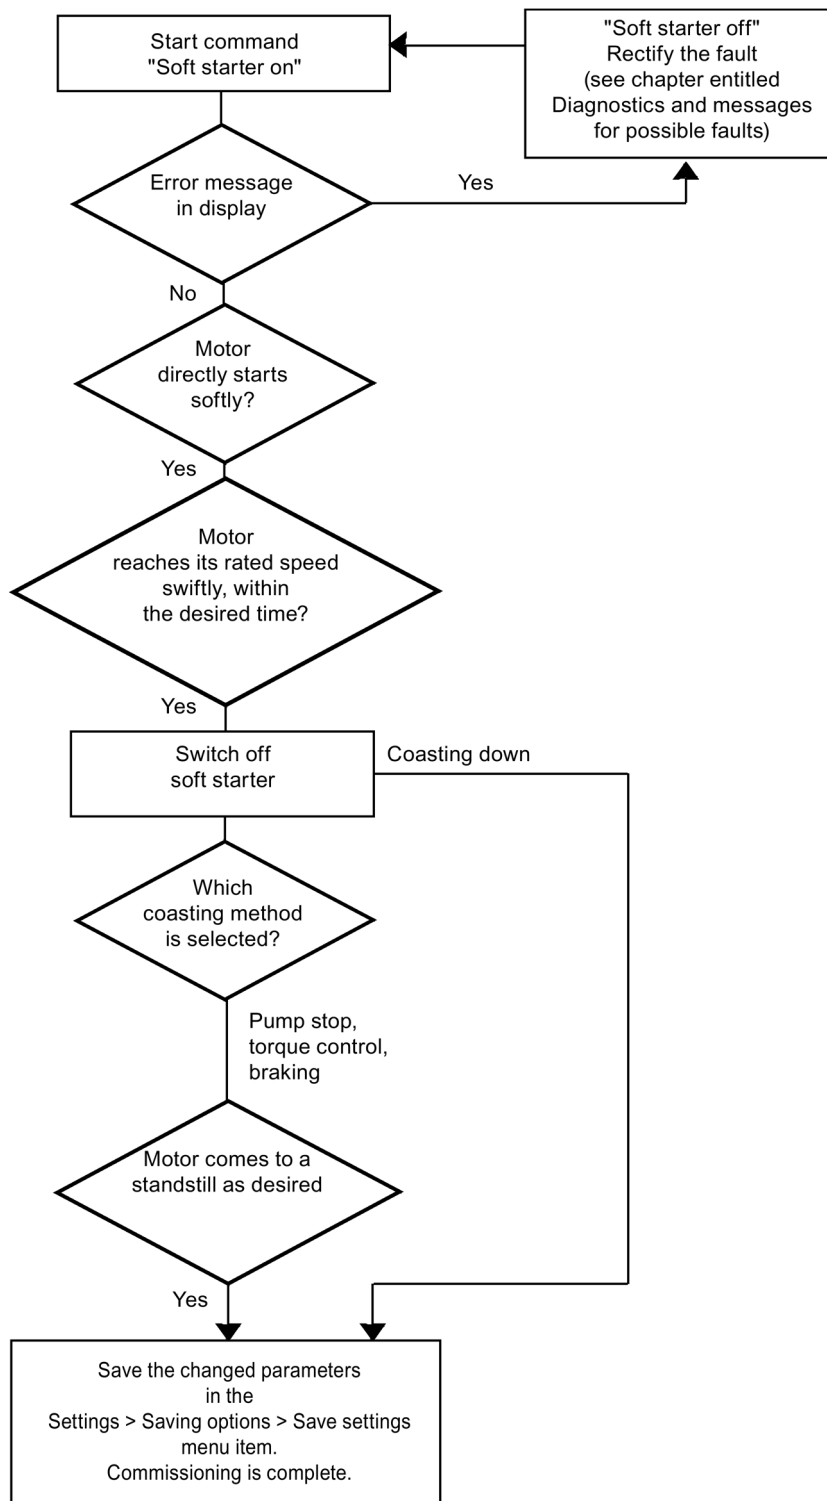 Start command
"Soft starter on"
"Soft starter off"
Rectify the fault
(see chapter entitled
Diagnostics and messages
for possible faults)
Error message
in display
Yes
No
Motor
directly starts
softly?
Yes
Motor
reaches its rated speed
swiftly, within
the desired time?
Yes
Switch off
soft starter
Coasting down
Which
coasting method
is selected?
Pump stop,
torque control,
braking
Motor comes to a
standstill as desired
Yes
Save the changed parameters
in the
Settings > Saving options > Save settings
menu item.
Commissioning is complete.